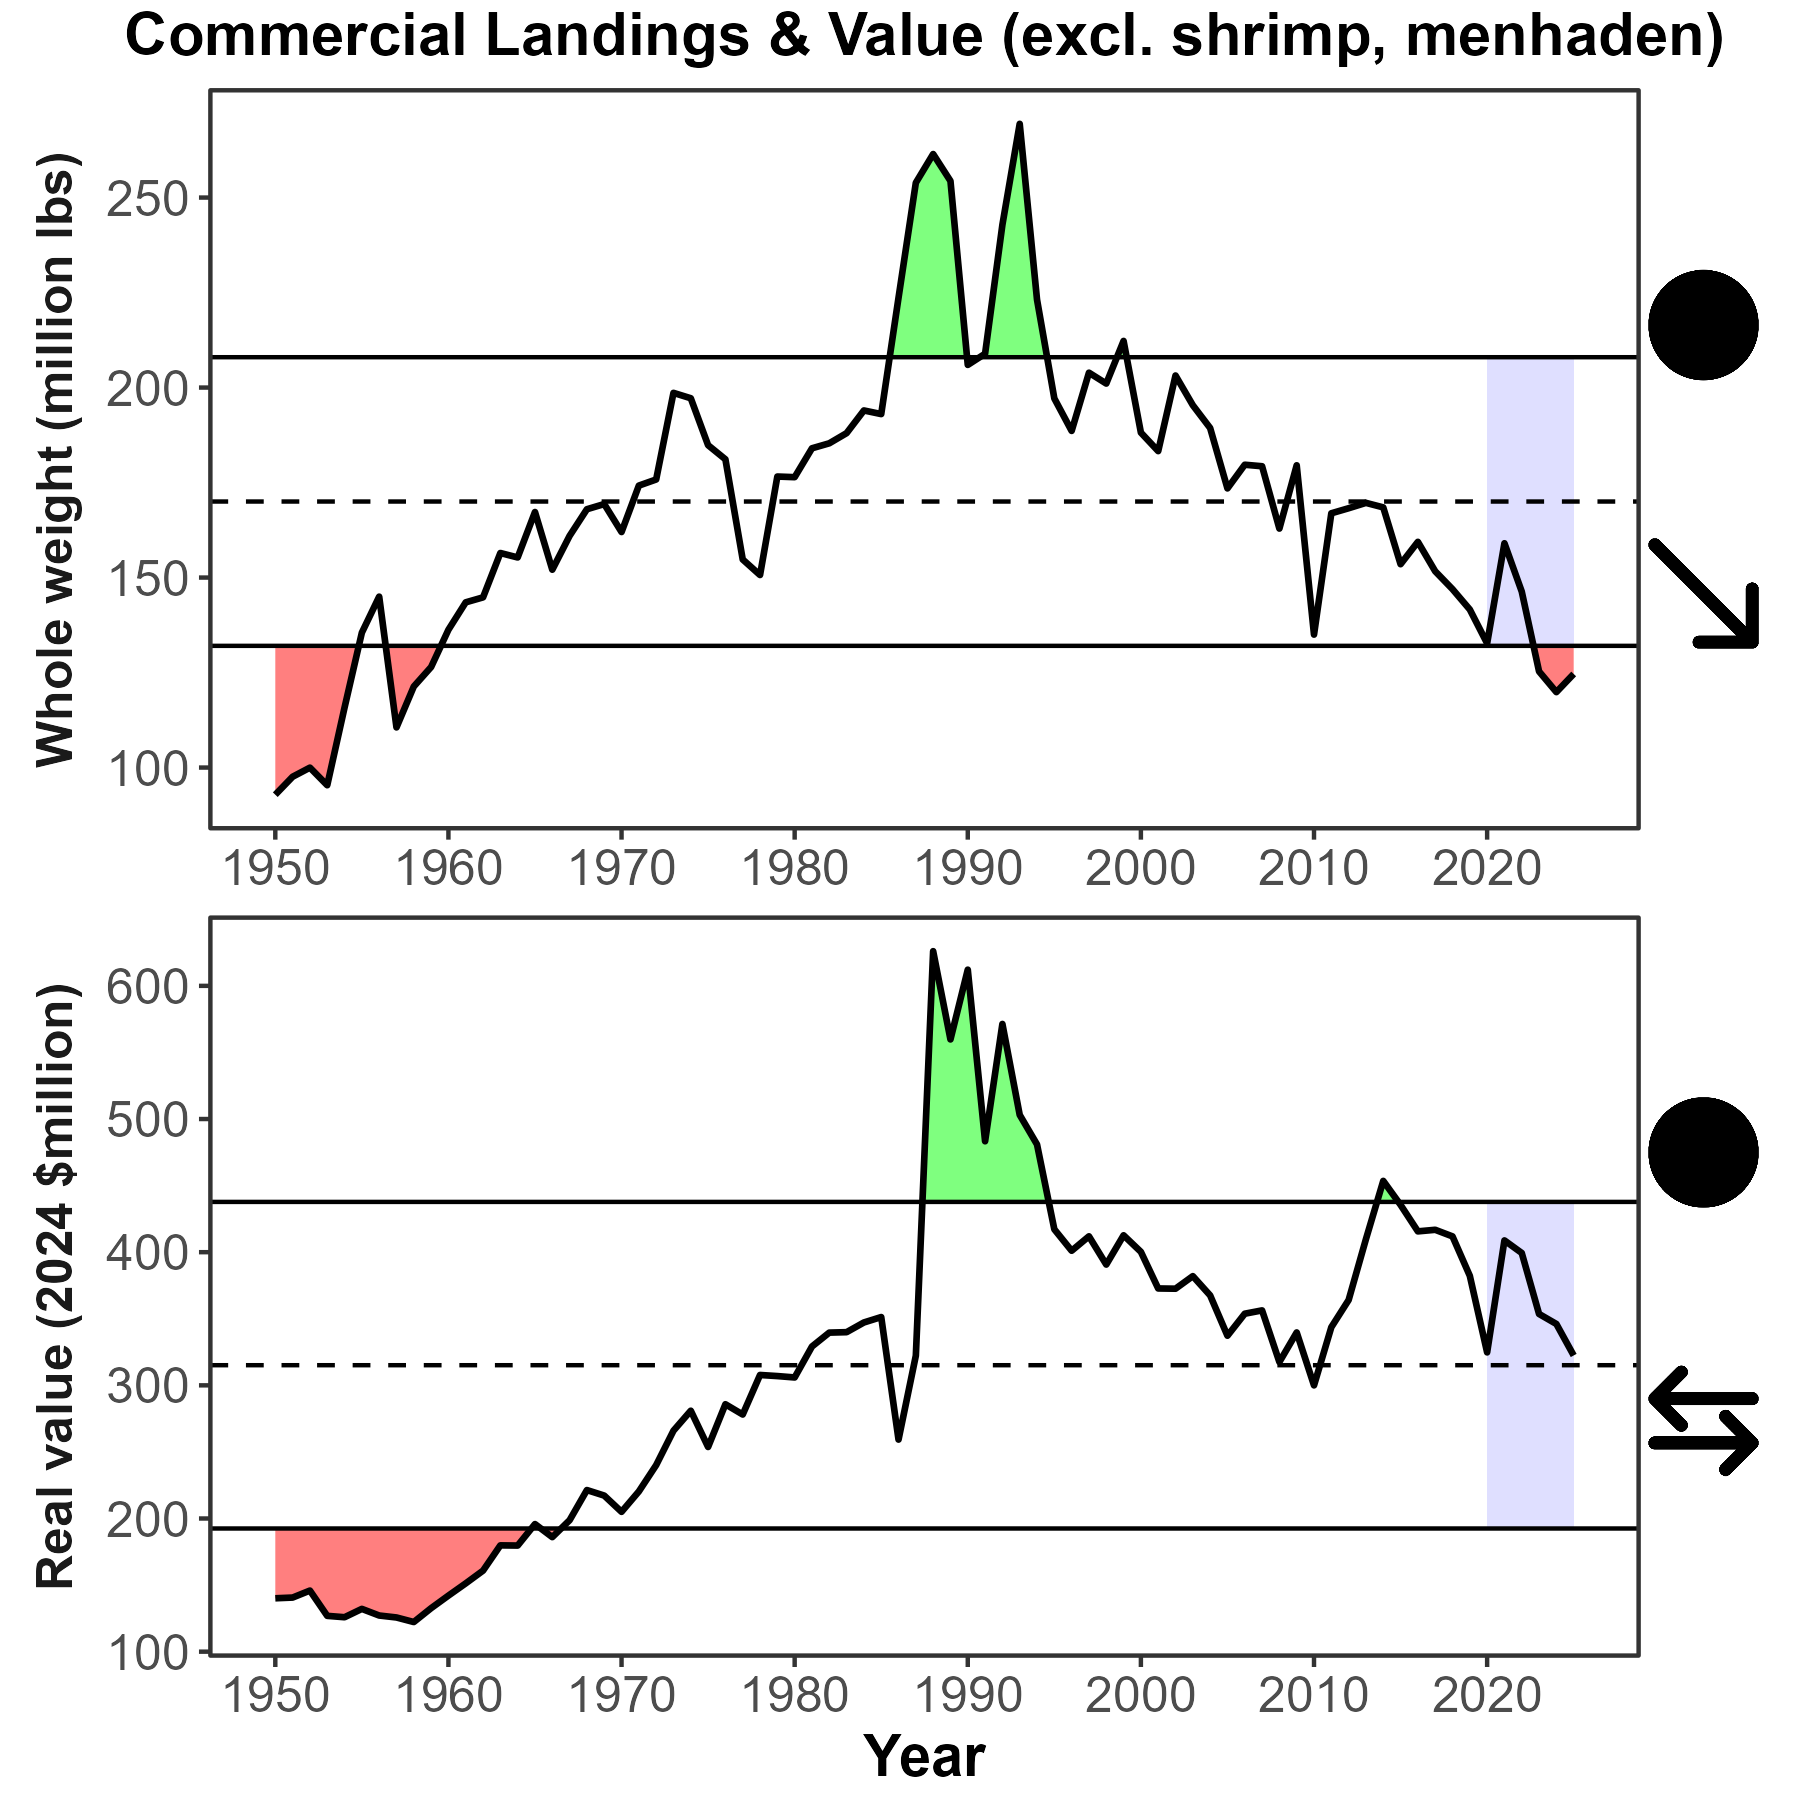 Commercial Landings & Value (excl. shrimp, menhaden)
Whole weight (million lbs)
250
200
150
100
1950 1960 1970 1980 1990 2000 2010 2020
Real value (2024 $million)
600
500
400
300
200
100
1950 1960 1970 1980 1990 2000 2010 2020
Year